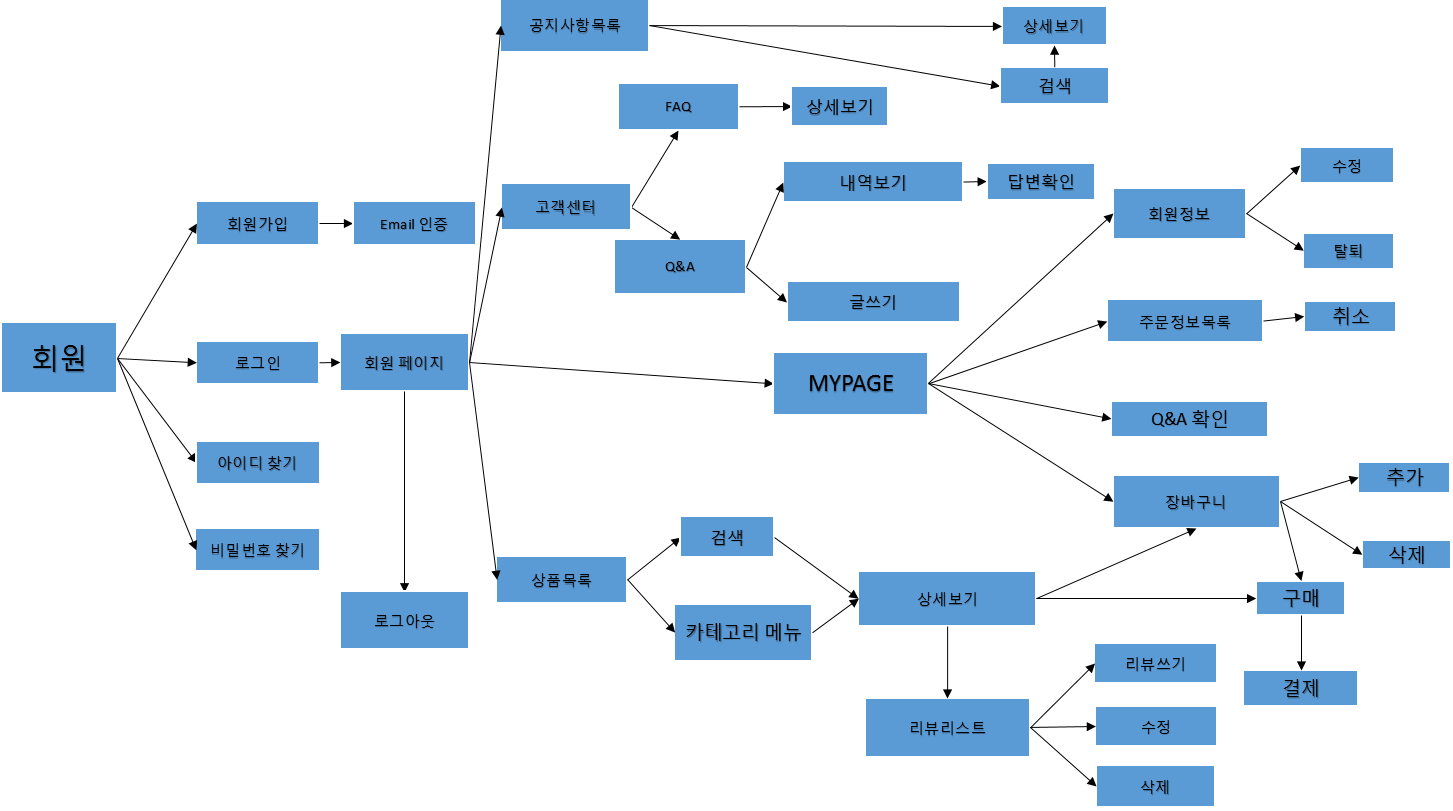 공지사항목록
상세보기
검색
FAQ
상세보기
내역보기
답변확인
고객센터
Q&A
글쓰기
회원정보
수정
탈퇴
회원가입
Email 인증
주문정보목록
취소
회원
로그인
회원 페이지
MYPAGE
Q&A 확인
아이디 찾기
장바구니
추가
삭제
비밀번호 찾기
검색
상품목록
카테고리 메뉴
상세보기
구매
로그아웃
리뷰쓰기
결제
리뷰리스트
수정
삭제